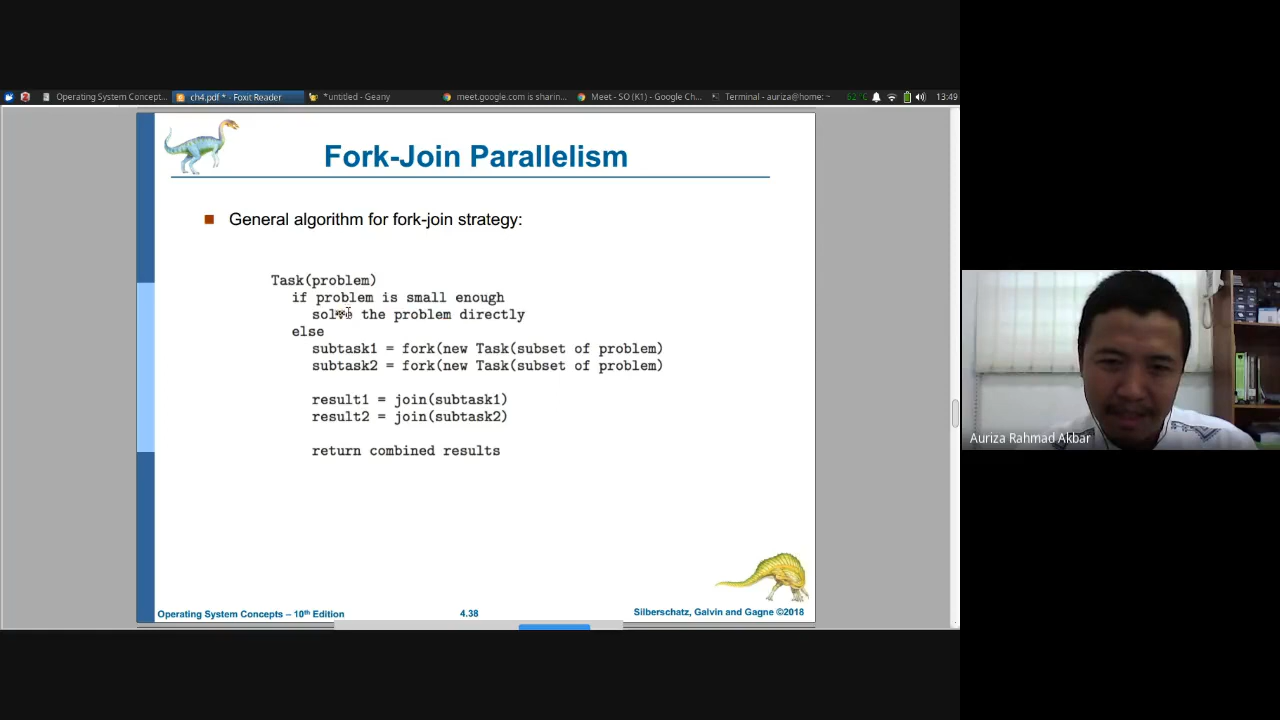 Operating System Concept...
ch4.pdf * - Foxit Reader
*untitled - Geany
meet.google.com is sharin...
Meet - SO (K1) - Google Ch...
Terminal - auriza@home: ~
62°C
13:49
Fork-Join Parallelism
General algorithm for fork-join strategy:
Task(problem)
if problem is small enough
solve the problem directly
else
subtask1 = fork(new Task(subset of problem)
subtask2 = fork(new Task(subset of problem)
result1 = join(subtask1)
result2 = join(subtask2)
return combined results
Operating System Concepts – 10th Edition
4.38
Silberschatz, Galvin and Gagne ©2018
Auriza Rahmad Akbar